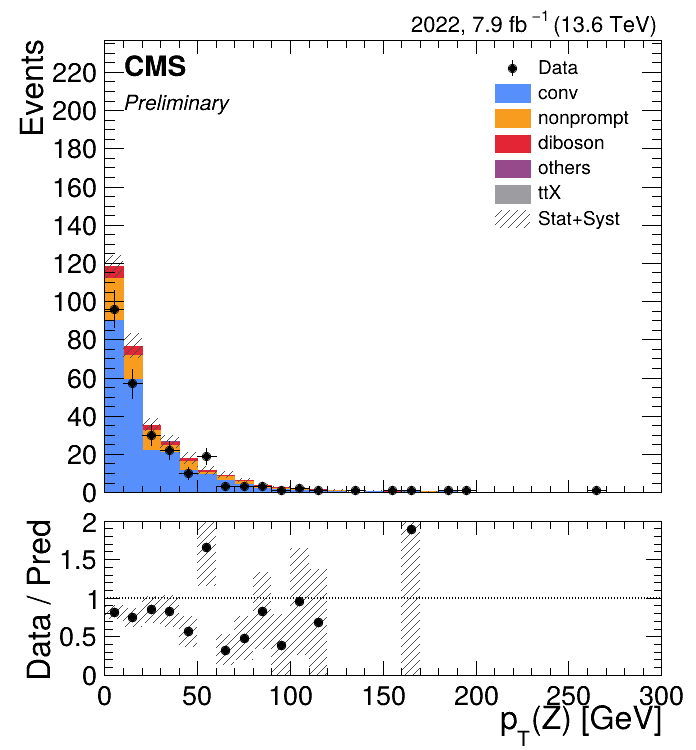 2022, 7.9 fb⁻¹ (13.6 TeV)
CMS
Preliminary
Events
220
200
180
160
140
120
100
80
60
40
20
0
Data
conv
nonprompt
diboson
others
ttX
Stat+Syst
Data / Pred
2
1.5
1
0.5
0
0 50 100 150 200 250 300
p_T(Z) [GeV]